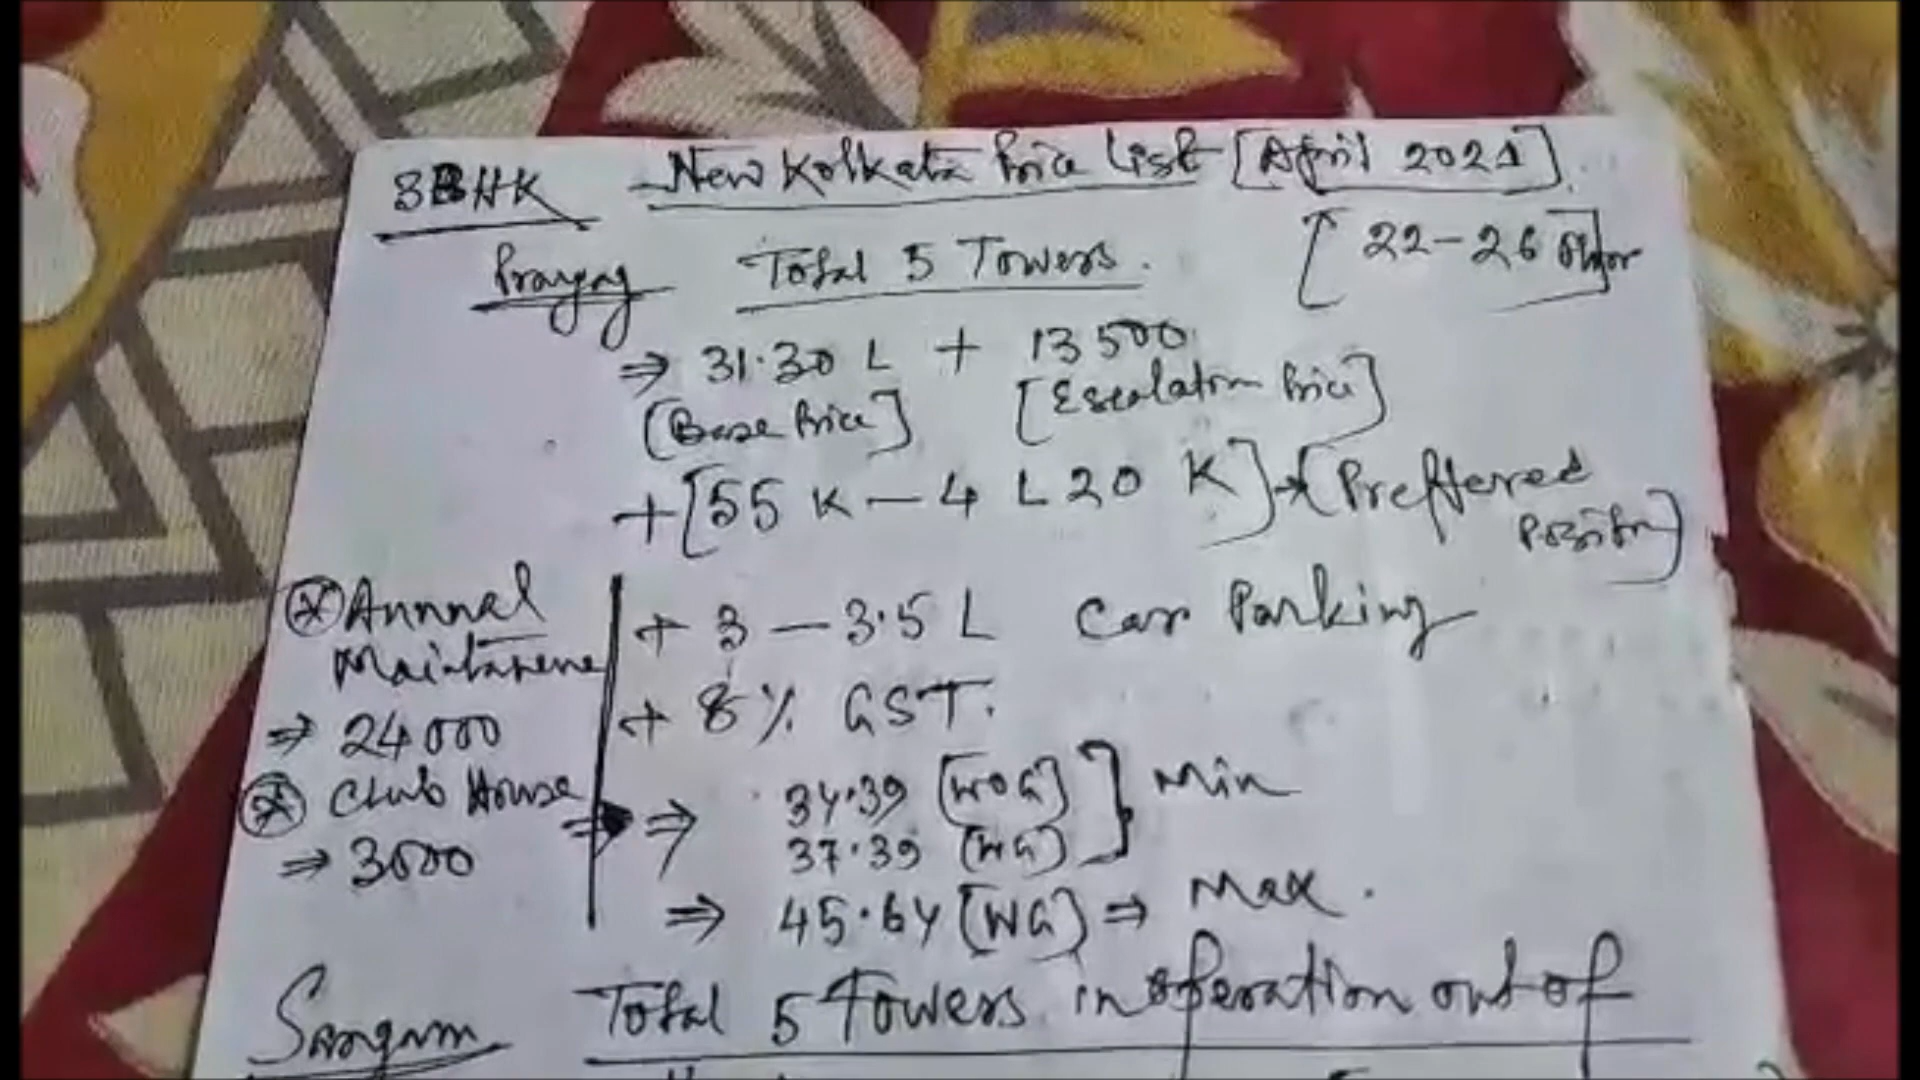 3BHK New Kolkata Price List [April 2021]
Prayag Total 5 Towers. [22-26 Floor]
⇒ 31.30 L + 13500
[Base Price] [Escalation Price]
+ [55 K - 4 L 20 K] → [Preffered
Position]
Annual
Maintanence
⇒ 24000
Club House
⇒ 3000
+ 3 - 3.5 L Car Parking
+ 8% GST.
⇒ 34.39 [WOG] } Min
37.39 [WG]
⇒ 45.64 [WG] ⇒ Max.
Sangam Total 5 Towers in operation out of